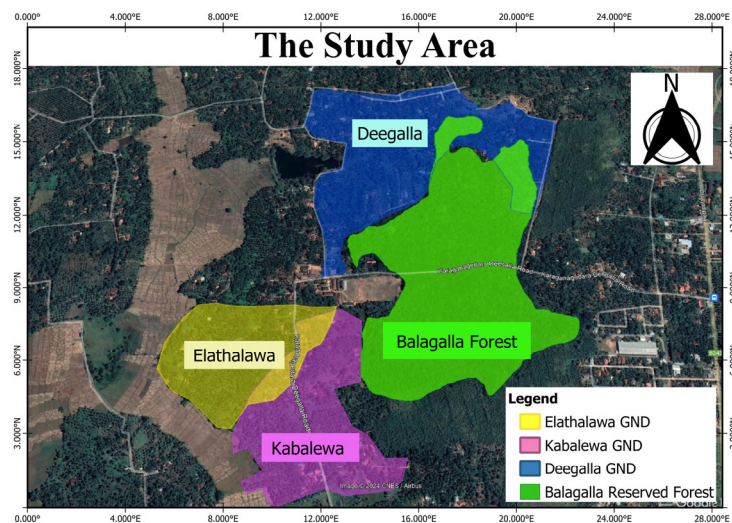 0.000°E 4.000°E 8.000°E 12.000°E 16.000°E 20.000°E 24.000°E 28.000°E
The Study Area
18.000°N
N
Deegalla
15.000°N
12.000°N
9.000°N
Balagalla Forest
Elathalawa
6.000°N
Legend
Elathalawa GND
3.000°N
Kabalewa GND
Kabalewa
Deegalla GND
Image © 2024 CNES / Airbus
Balagalla Reserved Forest
Google
0.000°E 4.000°E 8.000°E 12.000°E 16.000°E 20.000°E 24.000°E 28.000°E